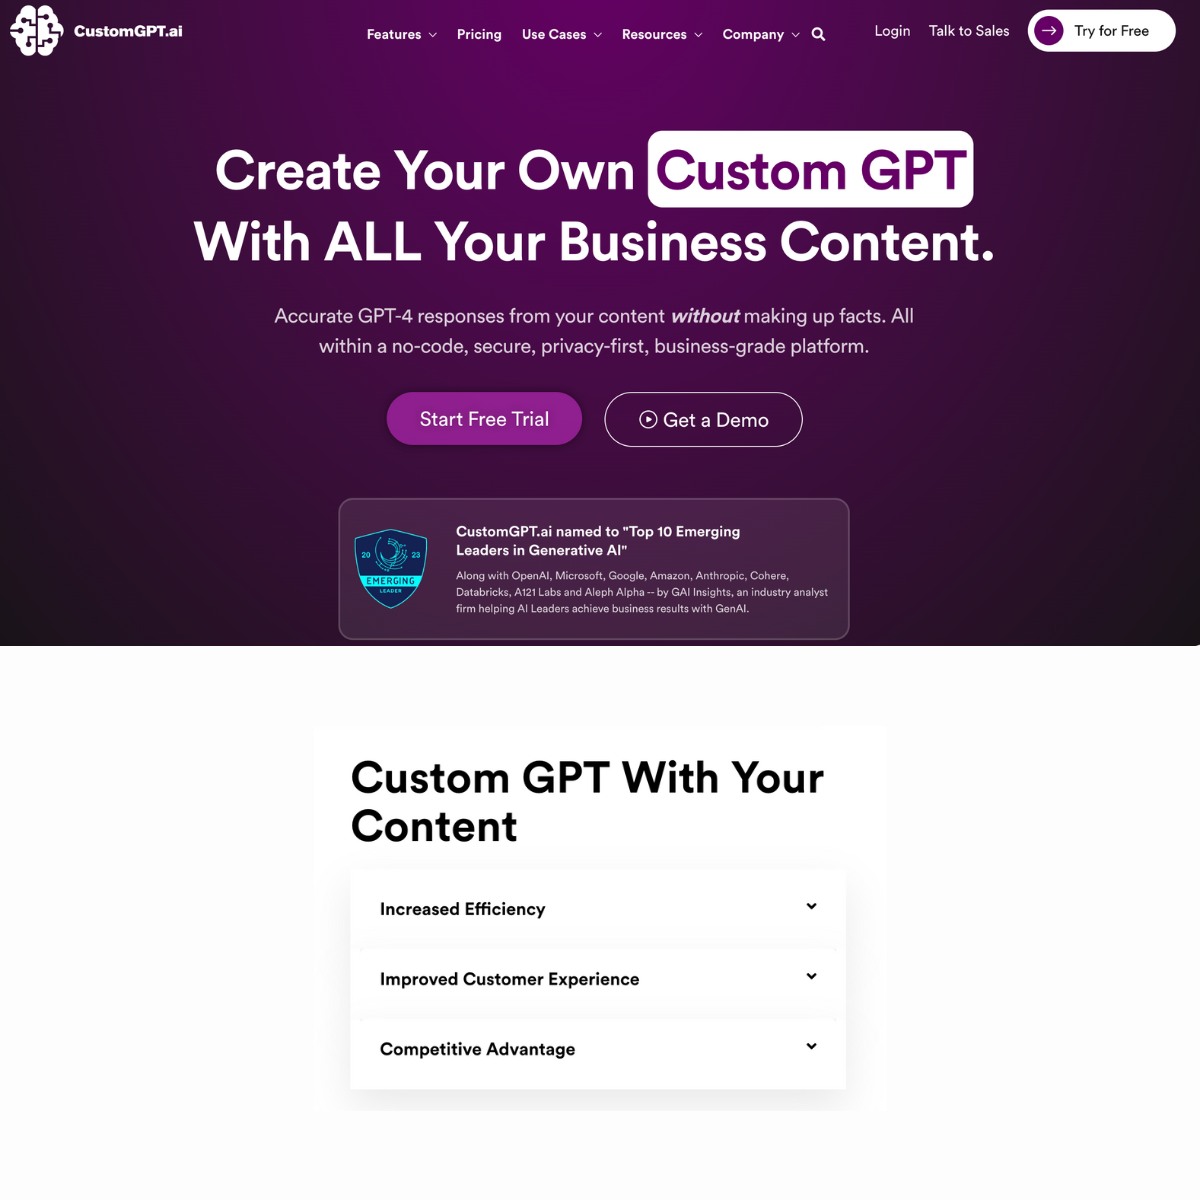 CustomGPT.ai
Features
Pricing
Use Cases
Resources
Company
Login
Talk to Sales
Try for Free
Create Your Own Custom GPT
With ALL Your Business Content.
Accurate GPT-4 responses from your content without making up facts. All
within a no-code, secure, privacy-first, business-grade platform.
Start Free Trial
Get a Demo
20 23
EMERGING
LEADER
CustomGPT.ai named to "Top 10 Emerging
Leaders in Generative AI"
Along with OpenAI, Microsoft, Google, Amazon, Anthropic, Cohere,
Databricks, A121 Labs and Aleph Alpha -- by GAI Insights, an industry analyst
firm helping AI Leaders achieve business results with GenAI.
Custom GPT With Your
Content
Increased Efficiency
Improved Customer Experience
Competitive Advantage